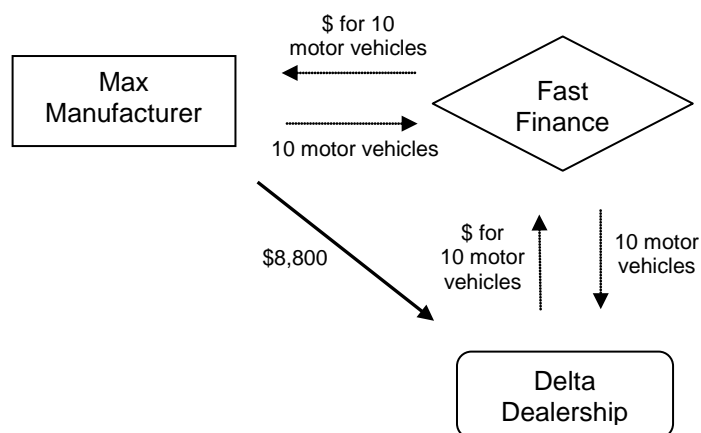 $ for 10
motor vehicles
Max
Manufacturer
Fast
Finance
10 motor vehicles
$8,800
$ for
10 motor
vehicles
10 motor
vehicles
Delta
Dealership